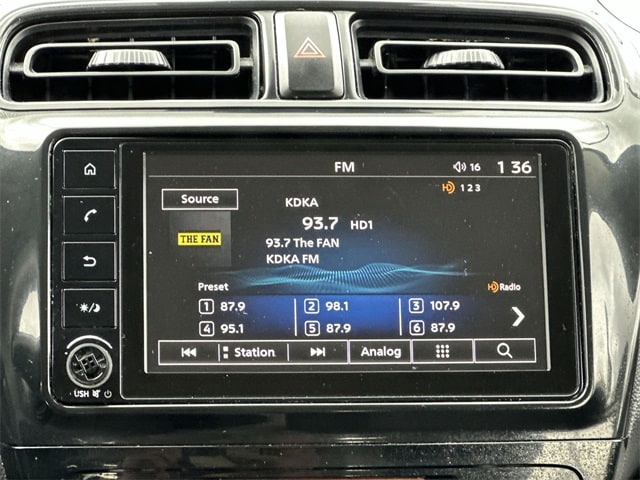 FM 16 1 36
Source
HD 1 2 3
KDKA
93.7 HD1
THE FAN
93.7 The FAN
KDKA FM
Preset
HD Radio
1 87.9 2 98.1 3 107.9
4 95.1 5 87.9 6 87.9
Station Analog
PUSH